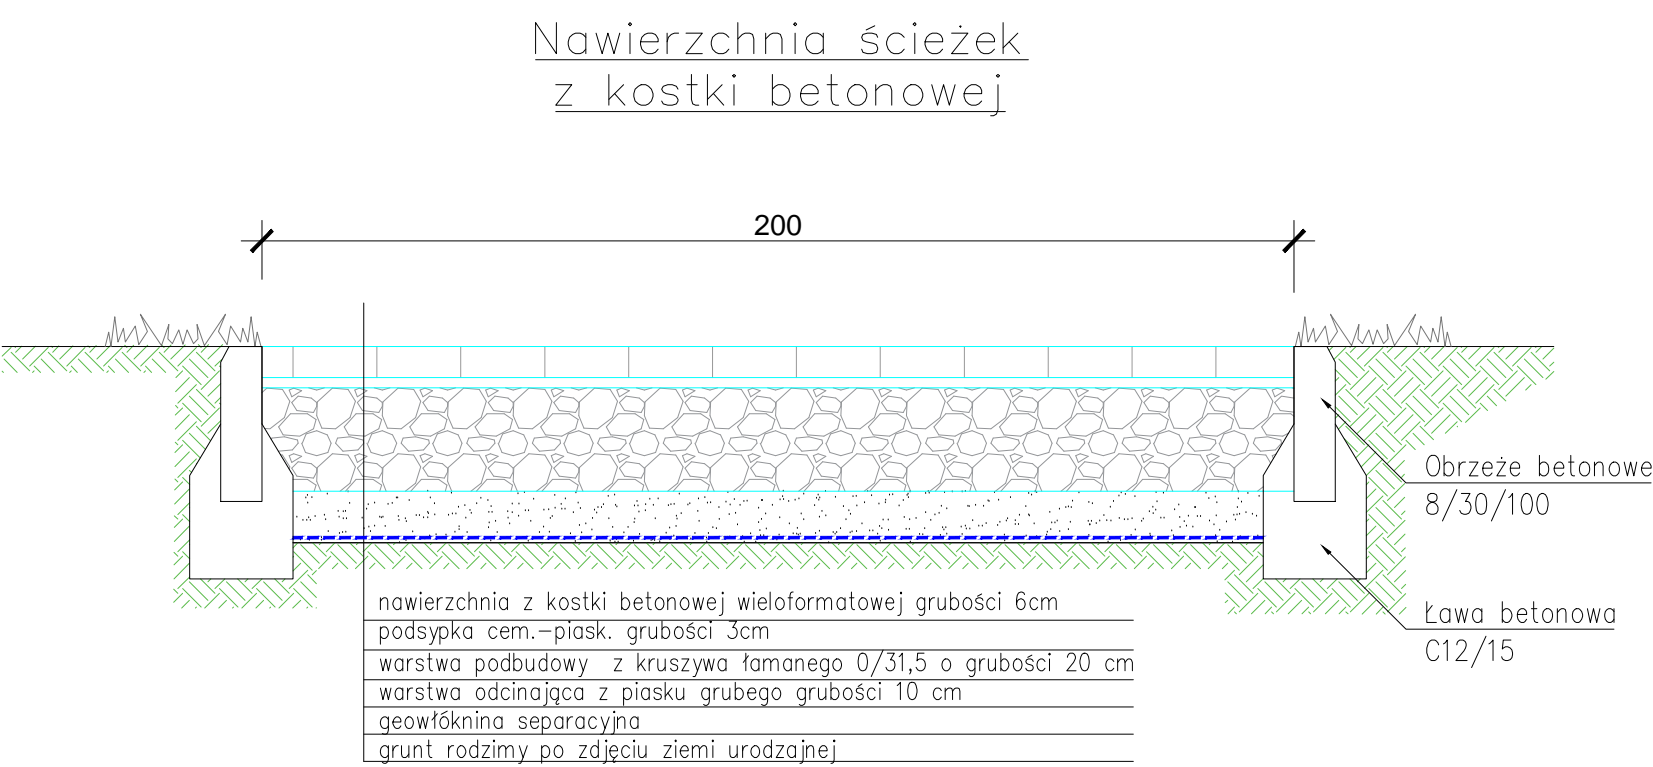 Nawierzchnia ścieżek
z kostki betonowej
200
Obrzeże betonowe
8/30/100
Ława betonowa
C12/15
nawierzchnia z kostki betonowej wieloformatowej grubości 6cm
podsypka cem.-piask. grubości 3cm
warstwa podbudowy z kruszywa łamanego 0/31,5 o grubości 20 cm
warstwa odcinająca z piasku grubego grubości 10 cm
geowłóknina separacyjna
grunt rodzimy po zdjęciu ziemi urodzajnej